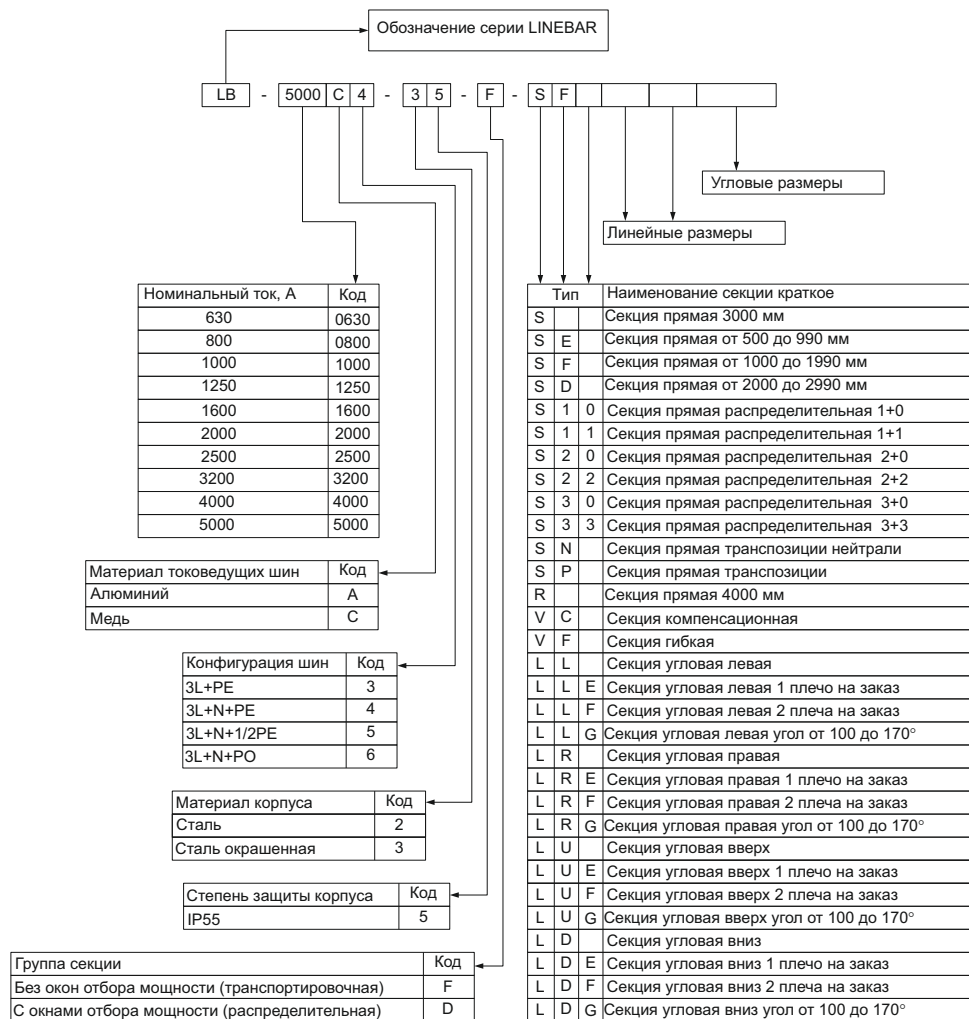 Обозначение серии LINEBAR
LB - 5000 C 4 - 3 5 - F - S F
Угловые размеры
Линейные размеры
Номинальный ток, А Код
630 0630
800 0800
1000 1000
1250 1250
1600 1600
2000 2000
2500 2500
3200 3200
4000 4000
5000 5000
Материал токоведущих шин Код
Алюминий A
Медь C
Конфигурация шин Код
3L+PE 3
3L+N+PE 4
3L+N+1/2PE 5
3L+N+PO 6
Материал корпуса Код
Сталь 2
Сталь окрашенная 3
Степень защиты корпуса Код
IP55 5
Группа секции Код
Без окон отбора мощности (транспортировочная) F
С окнами отбора мощности (распределительная) D
Тип Наименование секции краткое
S Секция прямая 3000 мм
S E Секция прямая от 500 до 990 мм
S F Секция прямая от 1000 до 1990 мм
S D Секция прямая от 2000 до 2990 мм
S 1 0 Секция прямая распределительная 1+0
S 1 1 Секция прямая распределительная 1+1
S 2 0 Секция прямая распределительная 2+0
S 2 2 Секция прямая распределительная 2+2
S 3 0 Секция прямая распределительная 3+0
S 3 3 Секция прямая распределительная 3+3
S N Секция прямая транспозиции нейтрали
S P Секция прямая транспозиции
R Секция прямая 4000 мм
V C Секция компенсационная
V F Секция гибкая
L L Секция угловая левая
L L E Секция угловая левая 1 плечо на заказ
L L F Секция угловая левая 2 плеча на заказ
L L G Секция угловая левая угол от 100 до 170°
L R Секция угловая правая
L R E Секция угловая правая 1 плечо на заказ
L R F Секция угловая правая 2 плеча на заказ
L R G Секция угловая правая угол от 100 до 170°
L U Секция угловая вверх
L U E Секция угловая вверх 1 плечо на заказ
L U F Секция угловая вверх 2 плеча на заказ
L U G Секция угловая вверх угол от 100 до 170°
L D Секция угловая вниз
L D E Секция угловая вниз 1 плечо на заказ
L D F Секция угловая вниз 2 плеча на заказ
L D G Секция угловая вниз угол от 100 до 170°